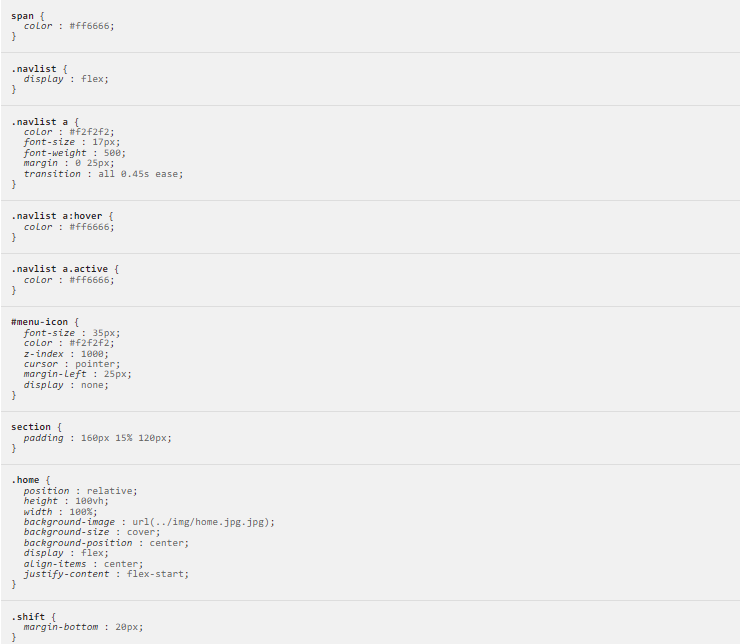 span {
color : #ff6666;
}
.navlist {
display : flex;
}
.navlist a {
color : #f2f2f2;
font-size : 17px;
font-weight : 500;
margin : 0 25px;
transition : all 0.45s ease;
}
.navlist a:hover {
color : #ff6666;
}
.navlist a.active {
color : #ff6666;
}
#menu-icon {
font-size : 35px;
color : #f2f2f2;
z-index : 1000;
cursor : pointer;
margin-left : 25px;
display : none;
}
section {
padding : 160px 15% 120px;
}
.home {
position : relative;
height : 100vh;
width : 100%;
background-image : url(../img/home.jpg.jpg);
background-size : cover;
background-position : center;
display : flex;
align-items : center;
justify-content : flex-start;
}
.shift {
margin-bottom : 20px;
}